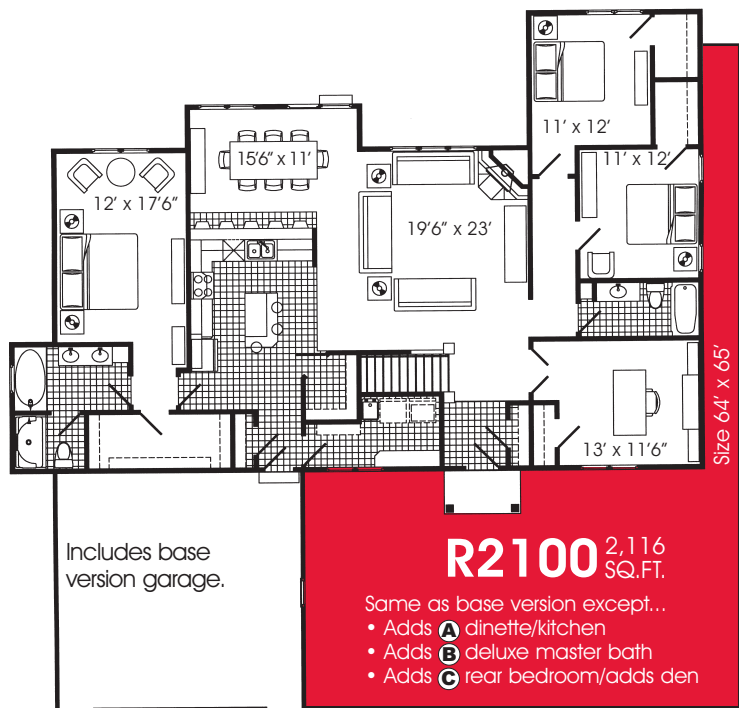 11' x 12'
15'6" x 11'
11' x 12'
12' x 17'6"
19'6" x 23'
13' x 11'6"
Size 64' x 65'
Includes base
version garage.
R2100 2,116
SQ.FT.
Same as base version except...
• Adds A dinette/kitchen
• Adds B deluxe master bath
• Adds C rear bedroom/adds den